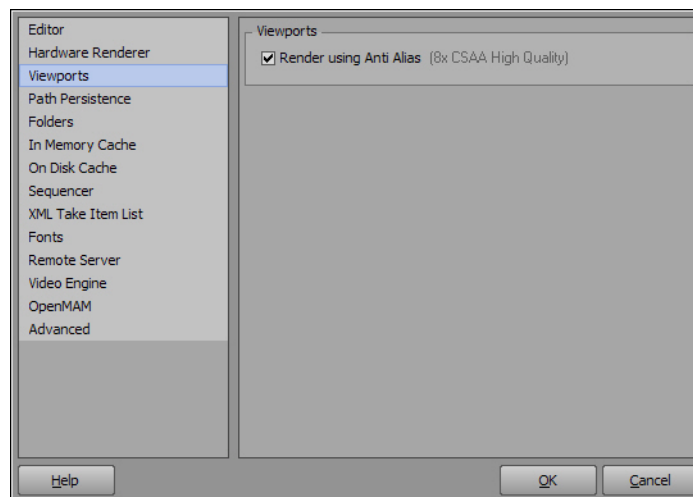 Editor
Hardware Renderer
Viewports
Path Persistence
Folders
In Memory Cache
On Disk Cache
Sequencer
XML Take Item List
Fonts
Remote Server
Video Engine
OpenMAM
Advanced
Viewports
Render using Anti Alias (8x CSAA High Quality)
Help
OK
Cancel